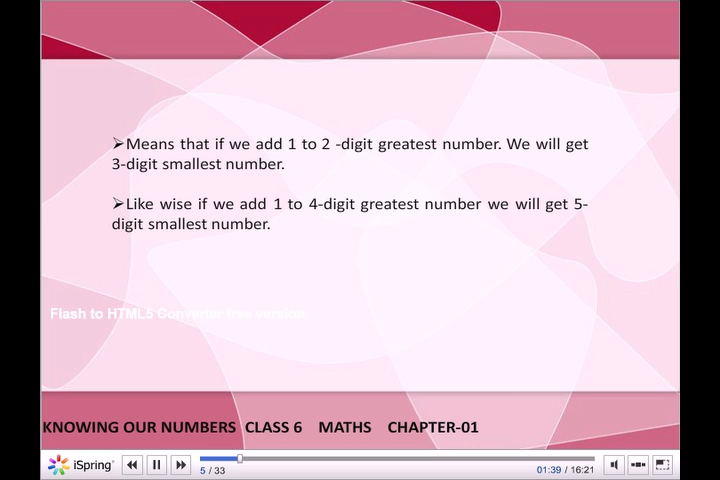 ➢Means that if we add 1 to 2 -digit greatest number. We will get
3-digit smallest number.
➢Like wise if we add 1 to 4-digit greatest number we will get 5-
digit smallest number.
Flash to HTML5 Converter free version
KNOWING OUR NUMBERS CLASS 6 MATHS CHAPTER-01
iSpring
5 / 33
01:39 / 16:21